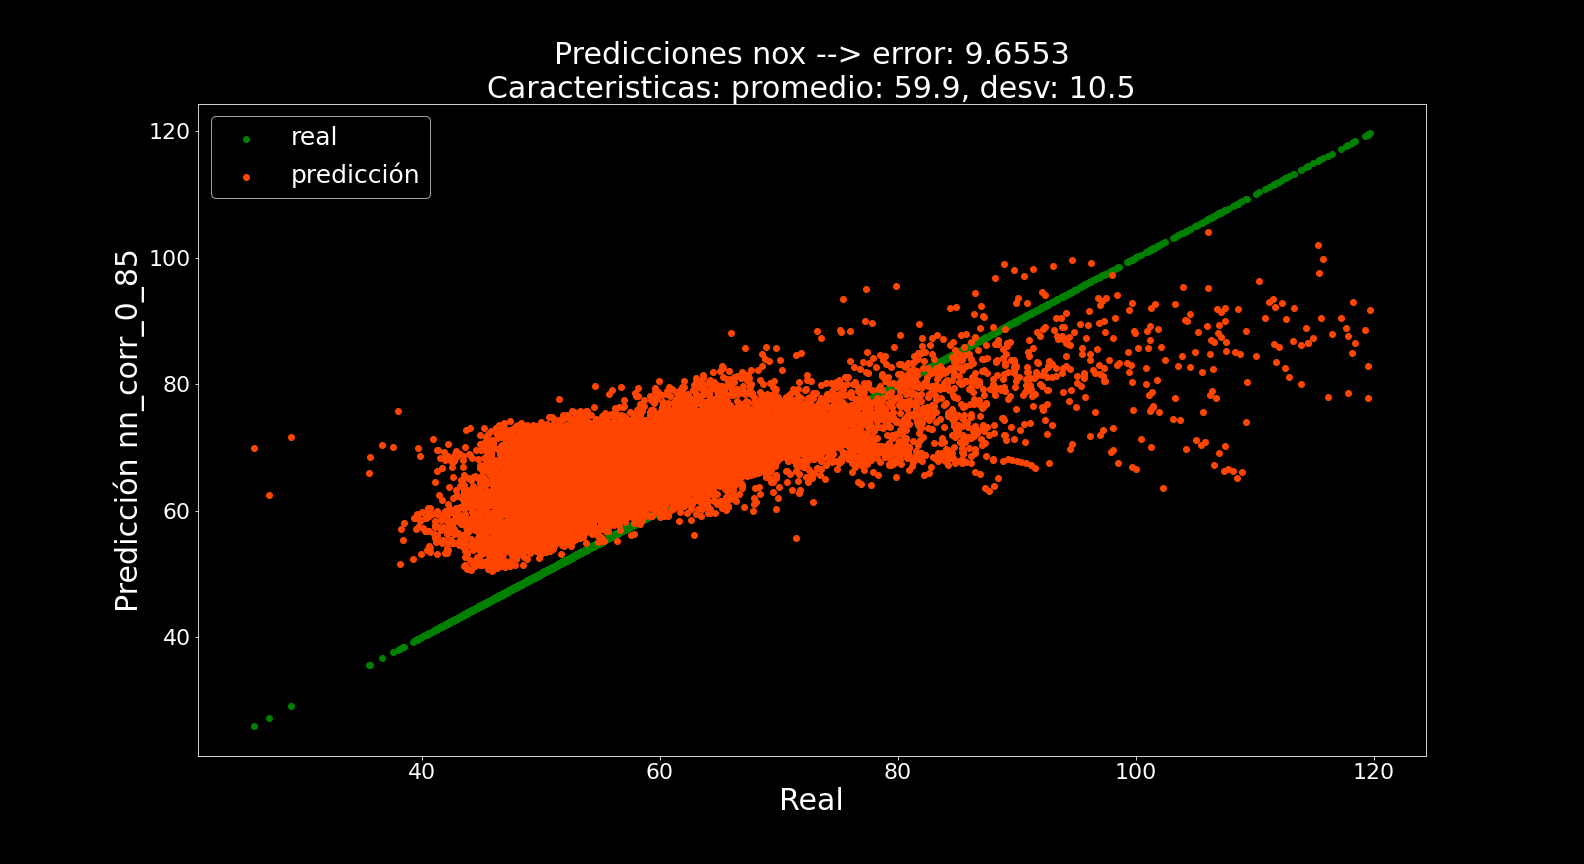 Predicciones nox --> error: 9.6553
Caracteristicas: promedio: 59.9, desv: 10.5
real
predicción
120
100
80
60
40
Predicción nn_corr_0_85
40
60
80
100
120
Real